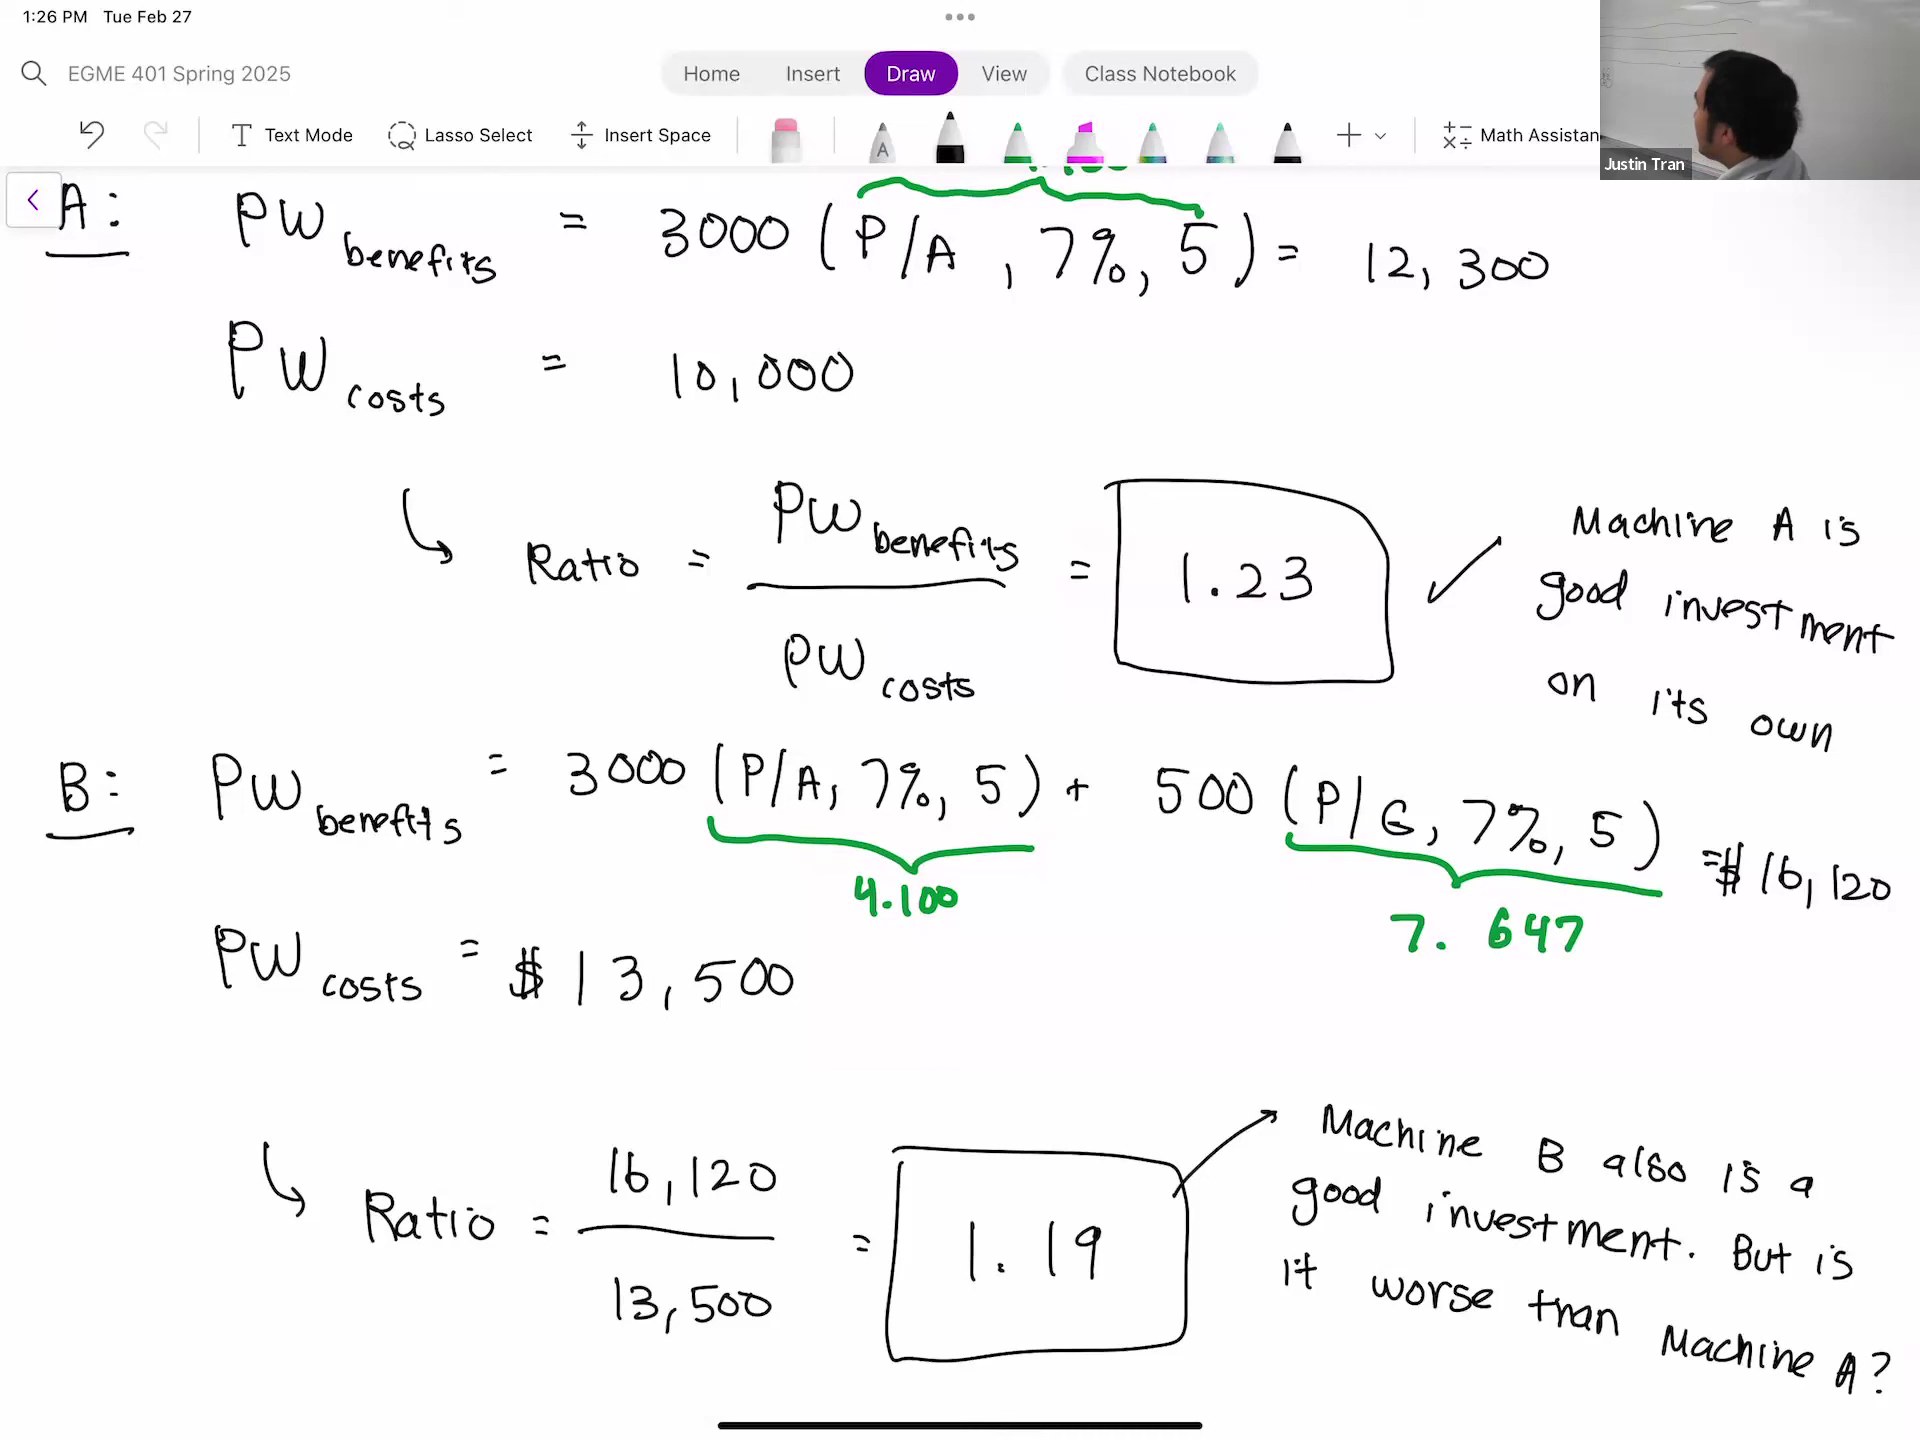 1:26 PM Tue Feb 27
EGME 401 Spring 2025
Home Insert Draw View Class Notebook
Text Mode Lasso Select Insert Space A Math Assistan
Justin Tran
A: PW benefits = 3000 (P/A, 7%, 5) = 12,300
PW costs = 10,000
Ratio = PW benefits = 1.23
PW costs
Machine A is
good investment
on its own
B: PW benefits = 3000 (P/A, 7%, 5) + 500 (P/G, 7%, 5) = $16,120
4.100
7.647
PW costs = $13,500
Ratio = 16,120 = 1.19
13,500
Machine B also is a
good investment. But is
it worse than Machine A?